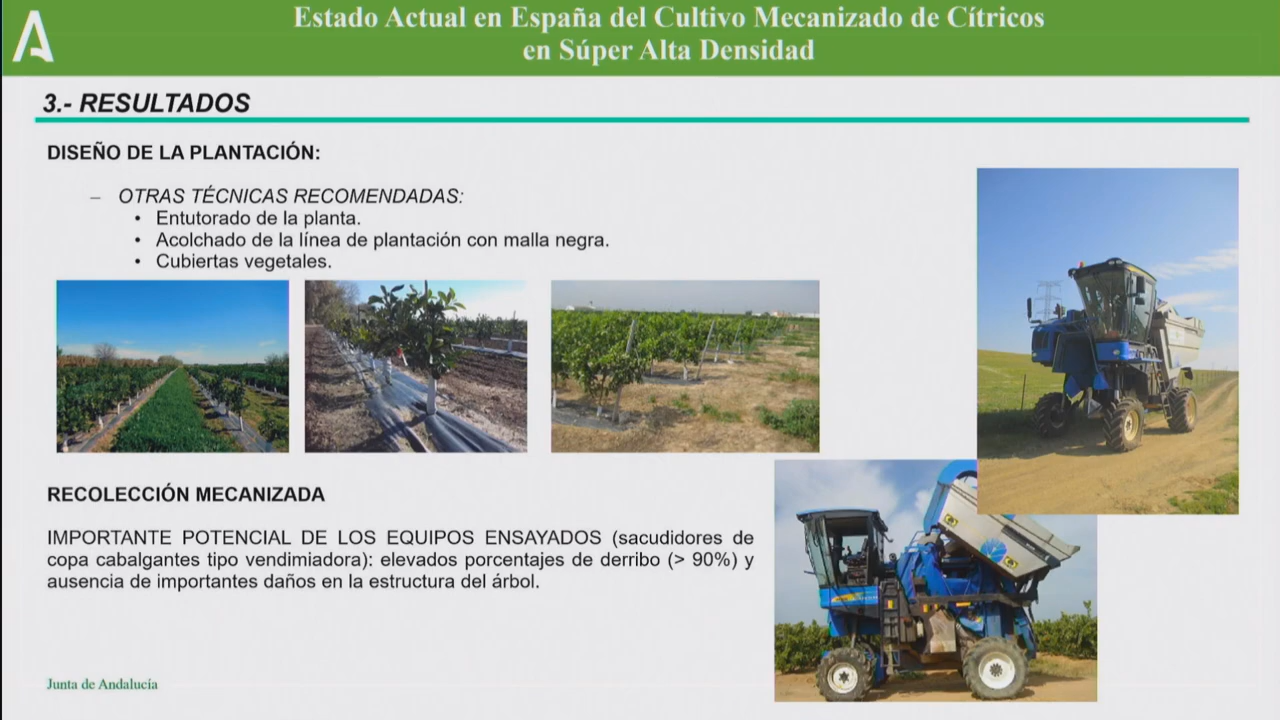 Estado Actual en España del Cultivo Mecanizado de Cítricos
en Súper Alta Densidad
3.- RESULTADOS
DISEÑO DE LA PLANTACIÓN:
– OTRAS TÉCNICAS RECOMENDADAS:
• Entutorado de la planta.
• Acolchado de la línea de plantación con malla negra.
• Cubiertas vegetales.
RECOLECCIÓN MECANIZADA
IMPORTANTE POTENCIAL DE LOS EQUIPOS ENSAYADOS (sacudidores de
copa cabalgantes tipo vendimiadora): elevados porcentajes de derribo (> 90%) y
ausencia de importantes daños en la estructura del árbol.
Junta de Andalucía